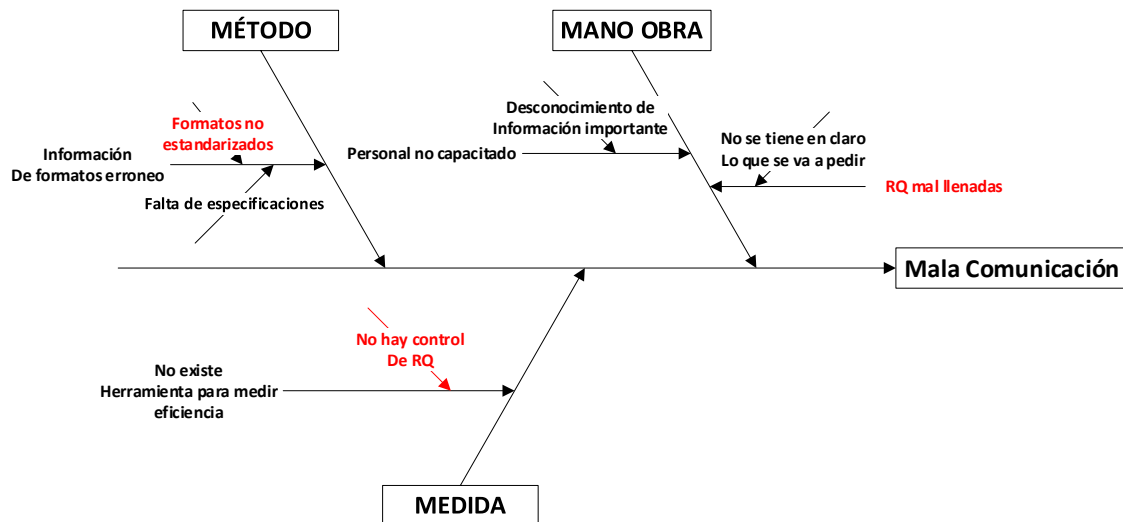 MÉTODO
MANO OBRA
Formatos no
estandarizados
Información
De formatos erroneo
Falta de especificaciones
Desconocimiento de
Información importante
Personal no capacitado
No se tiene en claro
Lo que se va a pedir
RQ mal llenadas
Mala Comunicación
No hay control
De RQ
No existe
Herramienta para medir
eficiencia
MEDIDA